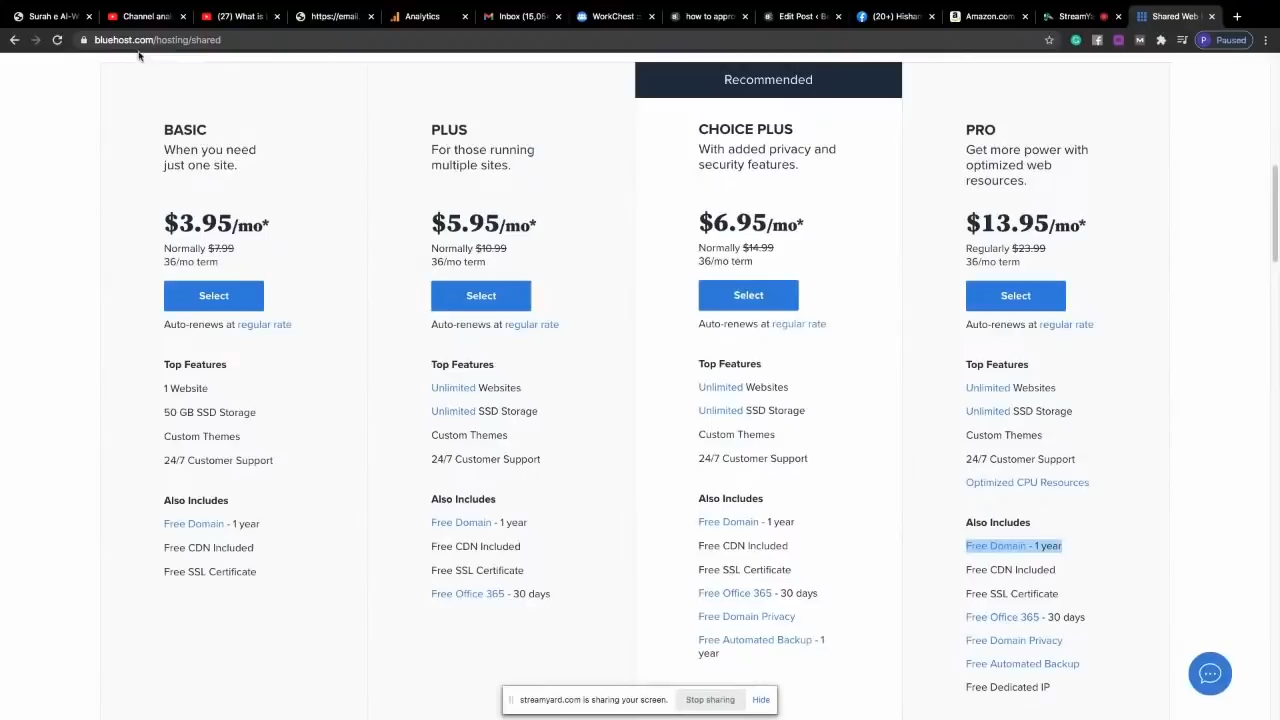 Surah e Al-W
Channel anal
(27) What is
https://email.
Analytics
Inbox (15,08
WorkChest
how to appro
Edit Post
(20+) Hisham
Amazon.com
StreamYa
Shared Web
bluehost.com/hosting/shared
Paused
Recommended
BASIC
When you need
just one site.
$3.95/mo*
Normally $7.99
36/mo term
Select
Auto-renews at regular rate
Top Features
1 Website
50 GB SSD Storage
Custom Themes
24/7 Customer Support
Also Includes
Free Domain - 1 year
Free CDN Included
Free SSL Certificate
PLUS
For those running
multiple sites.
$5.95/mo*
Normally $10.99
36/mo term
Select
Auto-renews at regular rate
Top Features
Unlimited Websites
Unlimited SSD Storage
Custom Themes
24/7 Customer Support
Also Includes
Free Domain - 1 year
Free CDN Included
Free SSL Certificate
Free Office 365 - 30 days
CHOICE PLUS
With added privacy and
security features.
$6.95/mo*
Normally $14.99
36/mo term
Select
Auto-renews at regular rate
Top Features
Unlimited Websites
Unlimited SSD Storage
Custom Themes
24/7 Customer Support
Also Includes
Free Domain - 1 year
Free CDN Included
Free SSL Certificate
Free Office 365 - 30 days
Free Domain Privacy
Free Automated Backup - 1
year
PRO
Get more power with
optimized web
resources.
$13.95/mo*
Regularly $23.99
36/mo term
Select
Auto-renews at regular rate
Top Features
Unlimited Websites
Unlimited SSD Storage
Custom Themes
24/7 Customer Support
Optimized CPU Resources
Also Includes
Free Domain - 1 year
Free CDN Included
Free SSL Certificate
Free Office 365 - 30 days
Free Domain Privacy
Free Automated Backup
Free Dedicated IP
streamyard.com is sharing your screen.
Stop sharing
Hide